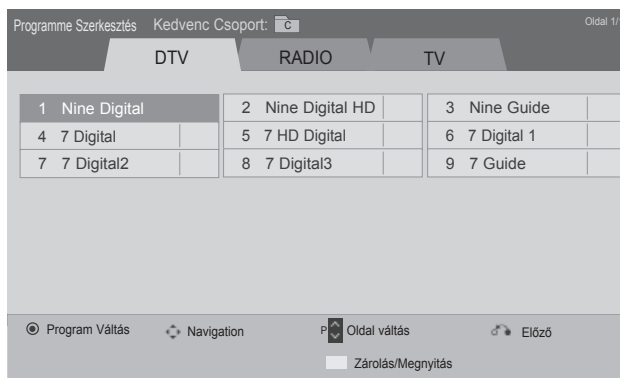 Programme Szerkesztés Kedvenc Csoport: C Oldal 1/
DTV RADIO TV
1 Nine Digital 2 Nine Digital HD 3 Nine Guide
4 7 Digital 5 7 HD Digital 6 7 Digital 1
7 7 Digital2 8 7 Digital3 9 7 Guide
Program Váltás Navigation P Oldal váltás Előző
Zárolás/Megnyitás